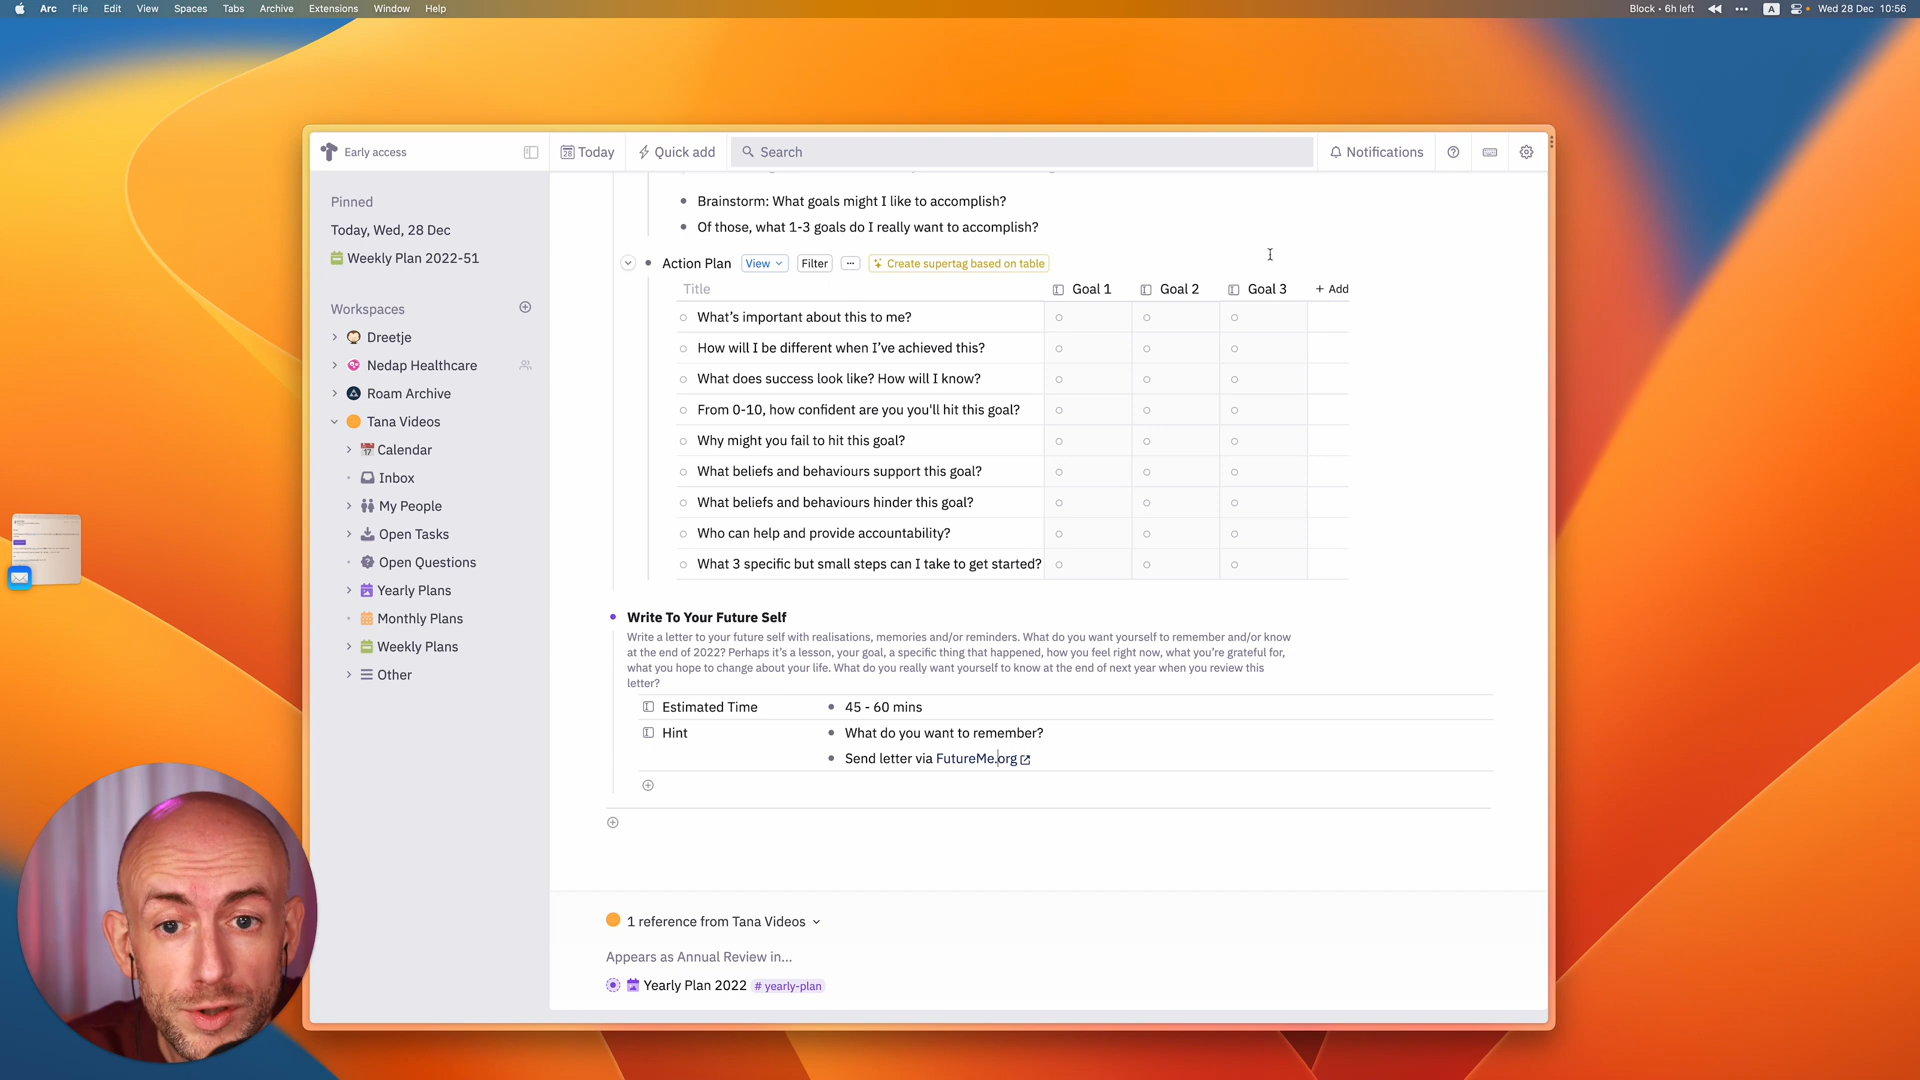 Arc File Edit View Spaces Tabs Archive Extensions Window Help Block • 6h left A Wed 28 Dec 10:56
Early access Today Quick add Search Notifications
Pinned
Today, Wed, 28 Dec
Weekly Plan 2022-51
Workspaces
Dreetje
Nedap Healthcare
Roam Archive
Tana Videos
Calendar
Inbox
My People
Open Tasks
Open Questions
Yearly Plans
Monthly Plans
Weekly Plans
Other
Brainstorm: What goals might I like to accomplish?
Of those, what 1-3 goals do I really want to accomplish?
Action Plan View Filter ... Create supertag based on table
Title Goal 1 Goal 2 Goal 3 + Add
What’s important about this to me?
How will I be different when I’ve achieved this?
What does success look like? How will I know?
From 0-10, how confident are you you'll hit this goal?
Why might you fail to hit this goal?
What beliefs and behaviours support this goal?
What beliefs and behaviours hinder this goal?
Who can help and provide accountability?
What 3 specific but small steps can I take to get started?
Write To Your Future Self
Write a letter to your future self with realisations, memories and/or reminders. What do you want yourself to remember and/or know
at the end of 2022? Perhaps it’s a lesson, your goal, a specific thing that happened, how you feel right now, what you’re grateful for,
what you hope to change about your life. What do you really want yourself to know at the end of next year when you review this
letter?
Estimated Time 45 - 60 mins
Hint What do you want to remember?
Send letter via FutureMe.org
1 reference from Tana Videos
Appears as Annual Review in...
Yearly Plan 2022 # yearly-plan